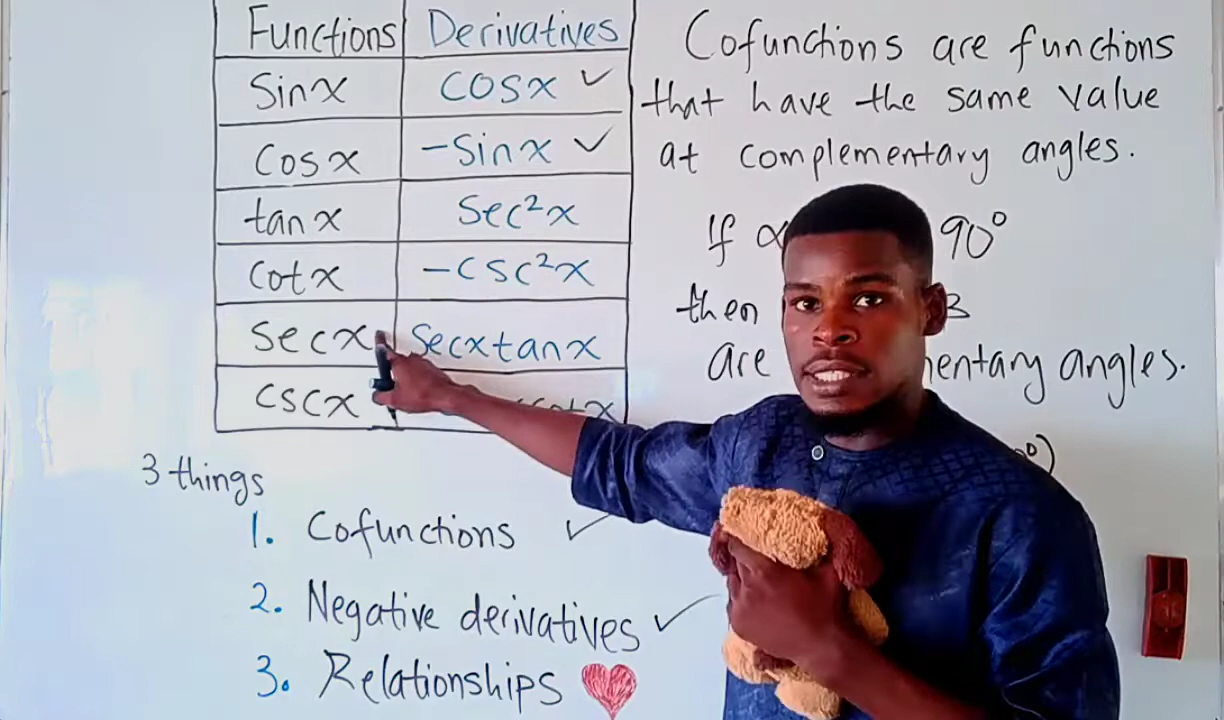 Functions Derivatives
Sinx Cosx ✓
Cosx -Sinx ✓
tanx Sec²x
Cotx -csc²x
Secx Secxtanx
CSCX
Cofunctions are functions
that have the same value
at complementary angles.
If α 90°
then
are angles.
3 things
1. Cofunctions ✓
2. Negative derivatives ✓
3. Relationships